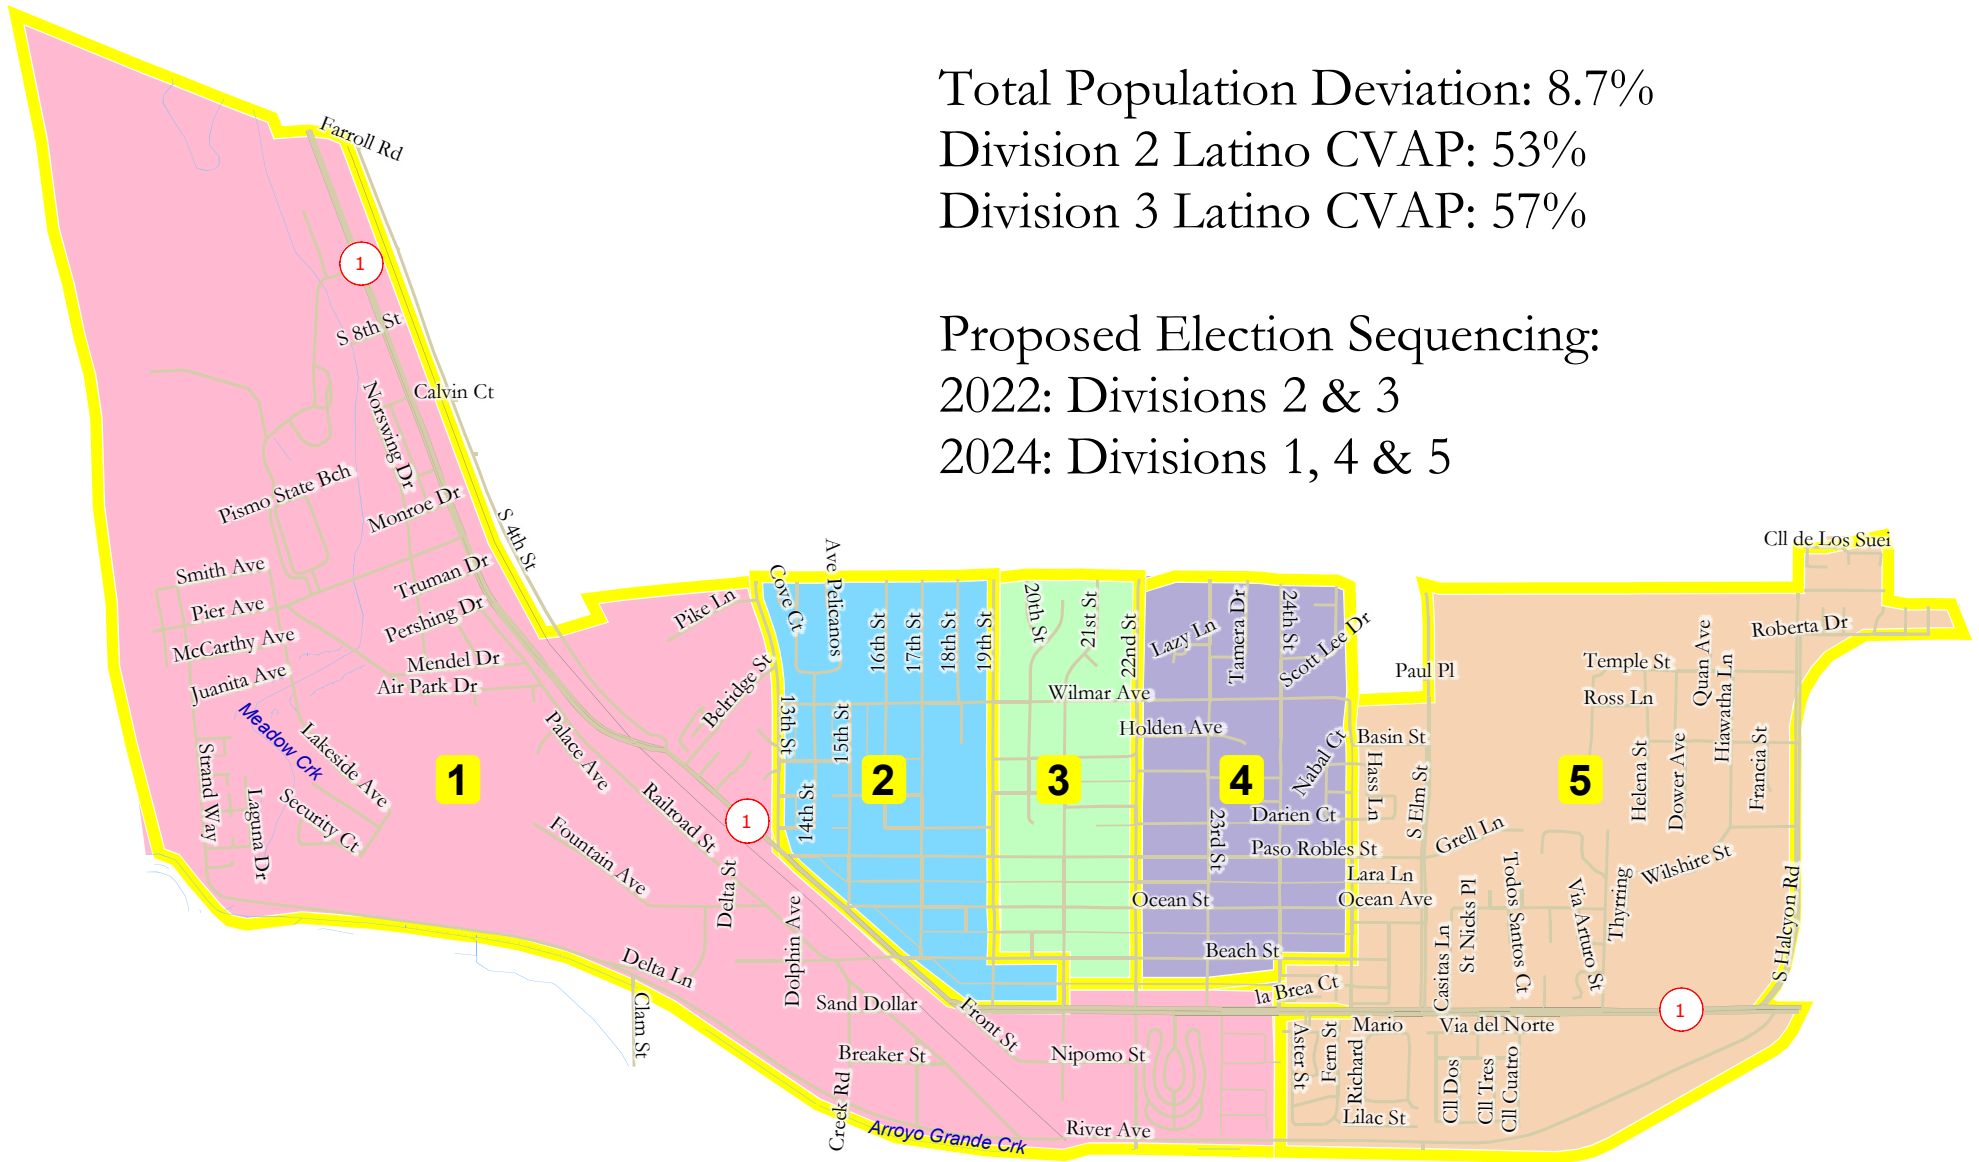 Total Population Deviation: 8.7%
Division 2 Latino CVAP: 53%
Division 3 Latino CVAP: 57%
Proposed Election Sequencing:
2022: Divisions 2 & 3
2024: Divisions 1, 4 & 5
Farroll Rd
1
S 8th St
Calvin Ct
Norswing Dr
Pismo State Bch
Monroe Dr
S 4th St
Smith Ave
Truman Dr
Pier Ave
Pershing Dr
McCarthy Ave
Mendel Dr
Juanita Ave
Air Park Dr
Meadow Crk
Lakeside Ave
Strand Way
Laguna Dr
Security Ct
1
Palace Ave
Railroad St
Fountain Ave
Delta St
Delta Ln
Clam St
Dolphin Ave
Sand Dollar
Breaker St
Creek Rd
Arroyo Grande Crk
Front St
Nipomo St
River Ave
Pike Ln
Belridge St
1
Cove Ct
Ave Pelicanos
13th St
14th St
15th St
16th St
17th St
18th St
19th St
2
20th St
21st St
22nd St
3
Wilmar Ave
Holden Ave
Lazy Ln
Tamera Dr
24th St
Scott Lee Dr
4
Nabal Ct
23rd St
Darien Ct
Paso Robles St
Lara Ln
Ocean St
Ocean Ave
Beach St
la Brea Ct
Paul Pl
Basin St
Hass Ln
S Elm St
Grell Ln
5
Cll de Los Suei
Roberta Dr
Temple St
Ross Ln
Quan Ave
Hiawatha Ln
Helena St
Dower Ave
Francia St
Wilshire St
Thyrring
Via Arturo St
Todos Santos Ct
St Nicks Pl
Casitas Ln
S Halcyon Rd
1
Mario
Via del Norte
Aster St
Fern St
Richard
Lilac St
Cll Dos
Cll Tres
Cll Cuatro